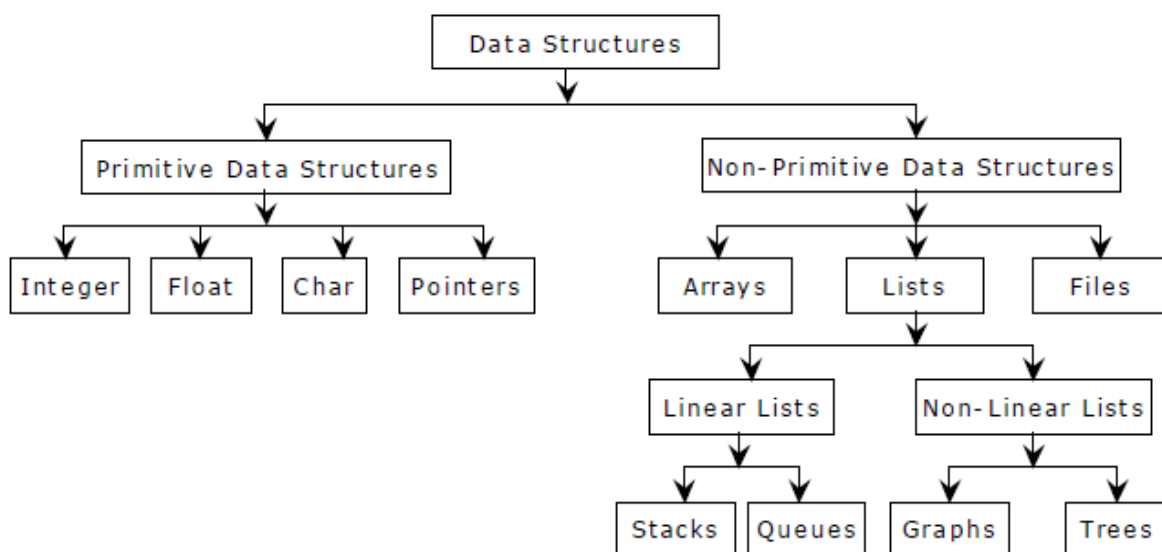 Data Structures
Primitive Data Structures
Non-Primitive Data Structures
Integer
Float
Char
Pointers
Arrays
Lists
Files
Linear Lists
Non-Linear Lists
Stacks
Queues
Graphs
Trees